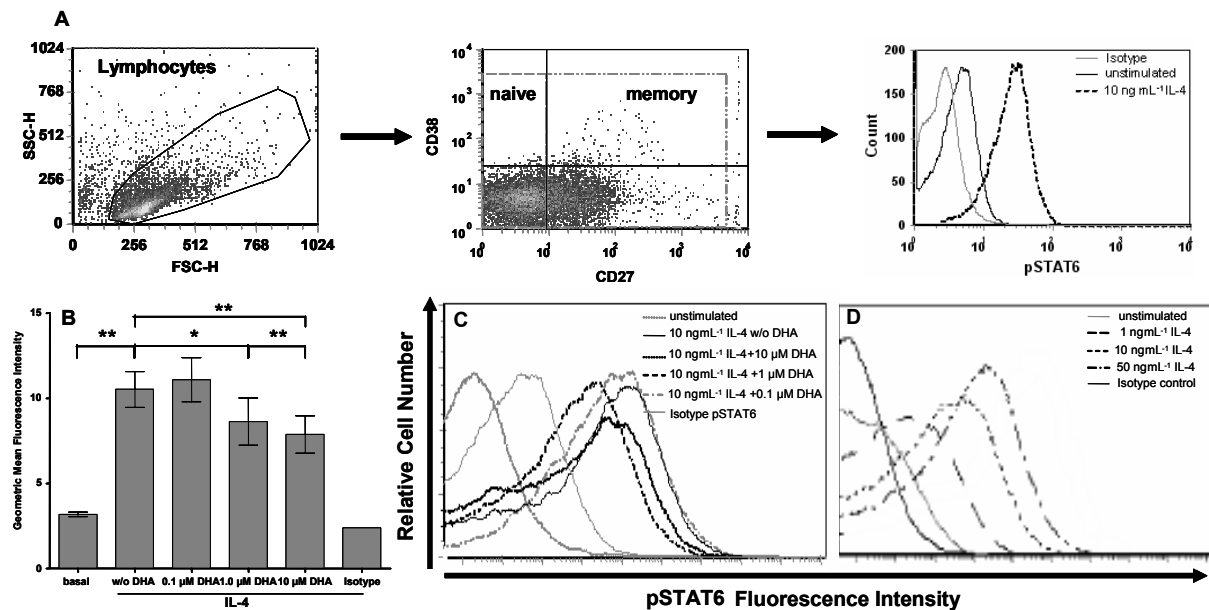 A
1024
768
512
256
0
Lymphocytes
SSC-H
0 256 512 768 1024
FSC-H
10⁴
10³
10²
10¹
10⁰
naive memory
CD38
10⁰ 10¹ 10² 10³ 10⁴
CD27
200
150
100
50
0
Isotype
unstimulated
10 ng mL⁻¹ IL-4
Count
10⁰ 10¹ 10² 10³ 10⁴
pSTAT6
B
15
10
5
0
Geometric Mean Fluorescence Intensity
**
** * **
basal w/o DHA 0.1 µM DHA 1.0 µM DHA 10 µM DHA Isotype
IL-4
C
unstimulated
10 ngmL⁻¹ IL-4 w/o DHA
10 ngmL⁻¹ IL-4+10 µM DHA
10 ngmL⁻¹ IL-4 +1 µM DHA
10 ngmL⁻¹ IL-4 +0.1 µM DHA
Isotype pSTAT6
Relative Cell Number
D
unstimulated
1 ngmL⁻¹ IL-4
10 ngmL⁻¹ IL-4
50 ngmL⁻¹ IL-4
Isotype control
pSTAT6 Fluorescence Intensity